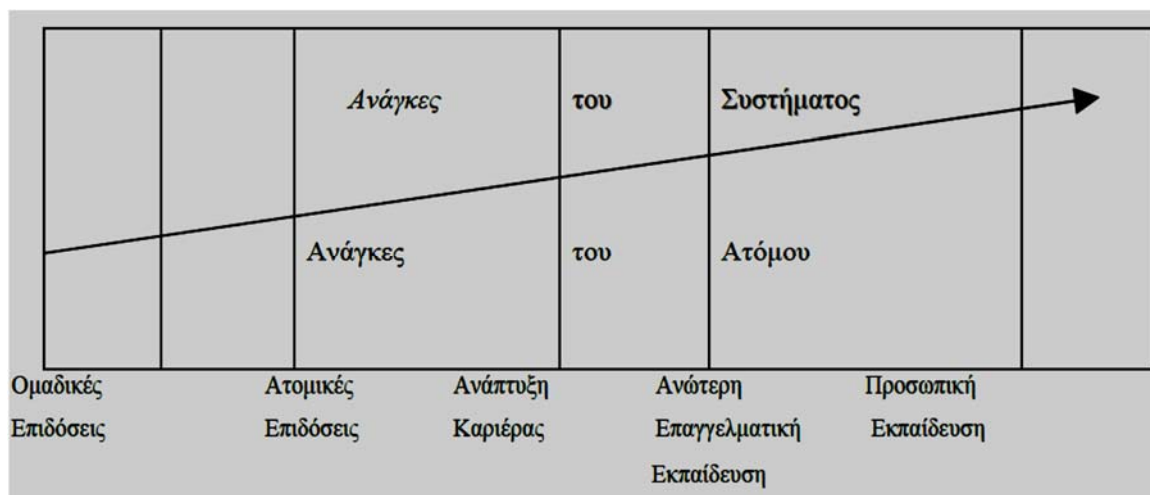 Ανάγκες του Συστήματος
Ανάγκες του Ατόμου
Ομαδικές Ατομικές Ανάπτυξη Ανώτερη Προσωπική
Επιδόσεις Επιδόσεις Καριέρας Επαγγελματική Εκπαίδευση
Εκπαίδευση